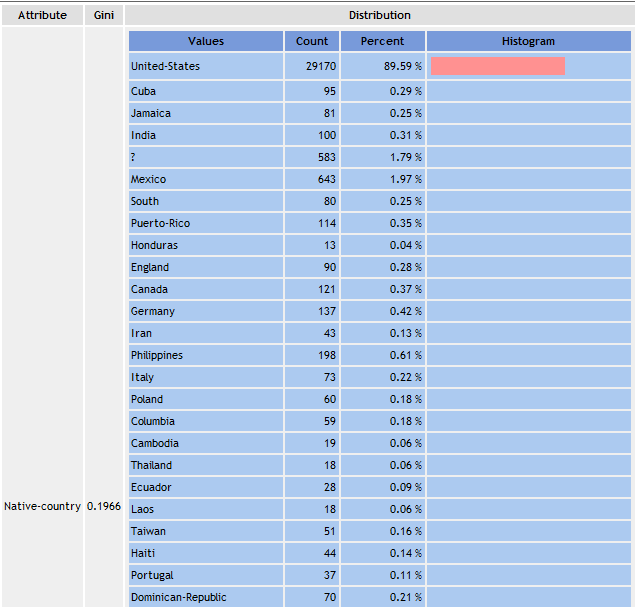 Attribute Gini Distribution
Values Count Percent Histogram
United-States 29170 89.59 %
Cuba 95 0.29 %
Jamaica 81 0.25 %
India 100 0.31 %
? 583 1.79 %
Mexico 643 1.97 %
South 80 0.25 %
Puerto-Rico 114 0.35 %
Honduras 13 0.04 %
England 90 0.28 %
Canada 121 0.37 %
Germany 137 0.42 %
Iran 43 0.13 %
Philippines 198 0.61 %
Italy 73 0.22 %
Poland 60 0.18 %
Columbia 59 0.18 %
Cambodia 19 0.06 %
Thailand 18 0.06 %
Ecuador 28 0.09 %
Native-country 0.1966 Laos 18 0.06 %
Taiwan 51 0.16 %
Haiti 44 0.14 %
Portugal 37 0.11 %
Dominican-Republic 70 0.21 %